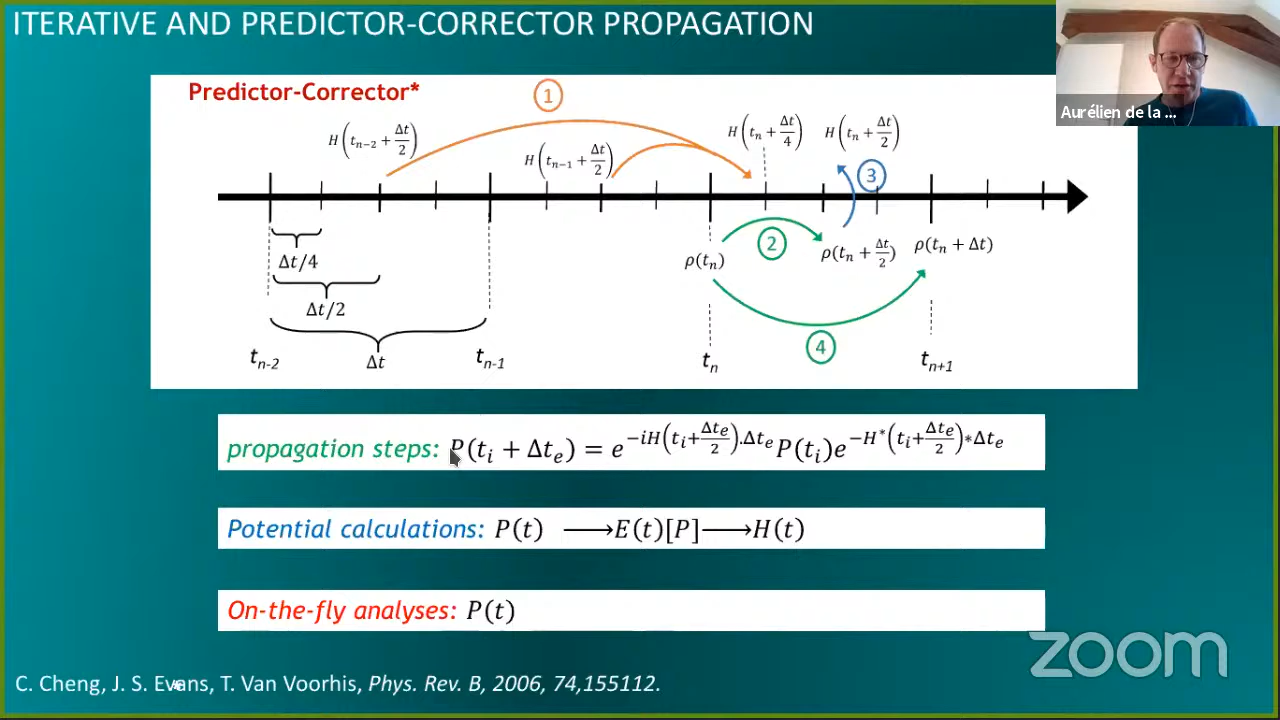 ITERATIVE AND PREDICTOR-CORRECTOR PROPAGATION
Aurélien de la ...
Predictor-Corrector*
1
H(t_{n-2} + Δt/2)
H(t_{n-1} + Δt/2)
H(t_n + Δt/4)
H(t_n + Δt/2)
3
2
Δt/4
ρ(t_n)
ρ(t_n + Δt/2)
ρ(t_n + Δt)
Δt/2
4
t_{n-2}
Δt
t_{n-1}
t_n
t_{n+1}
propagation steps: P(t_i + Δt_e) = e^{-iH(t_i + Δt_e/2).Δt_e} P(t_i) e^{-H*(t_i + Δt_e/2)*Δt_e}
Potential calculations: P(t) ⟶ E(t)[P] ⟶ H(t)
On-the-fly analyses: P(t)
zoom
C. Cheng, J. S. Evans, T. Van Voorhis, Phys. Rev. B, 2006, 74,155112.